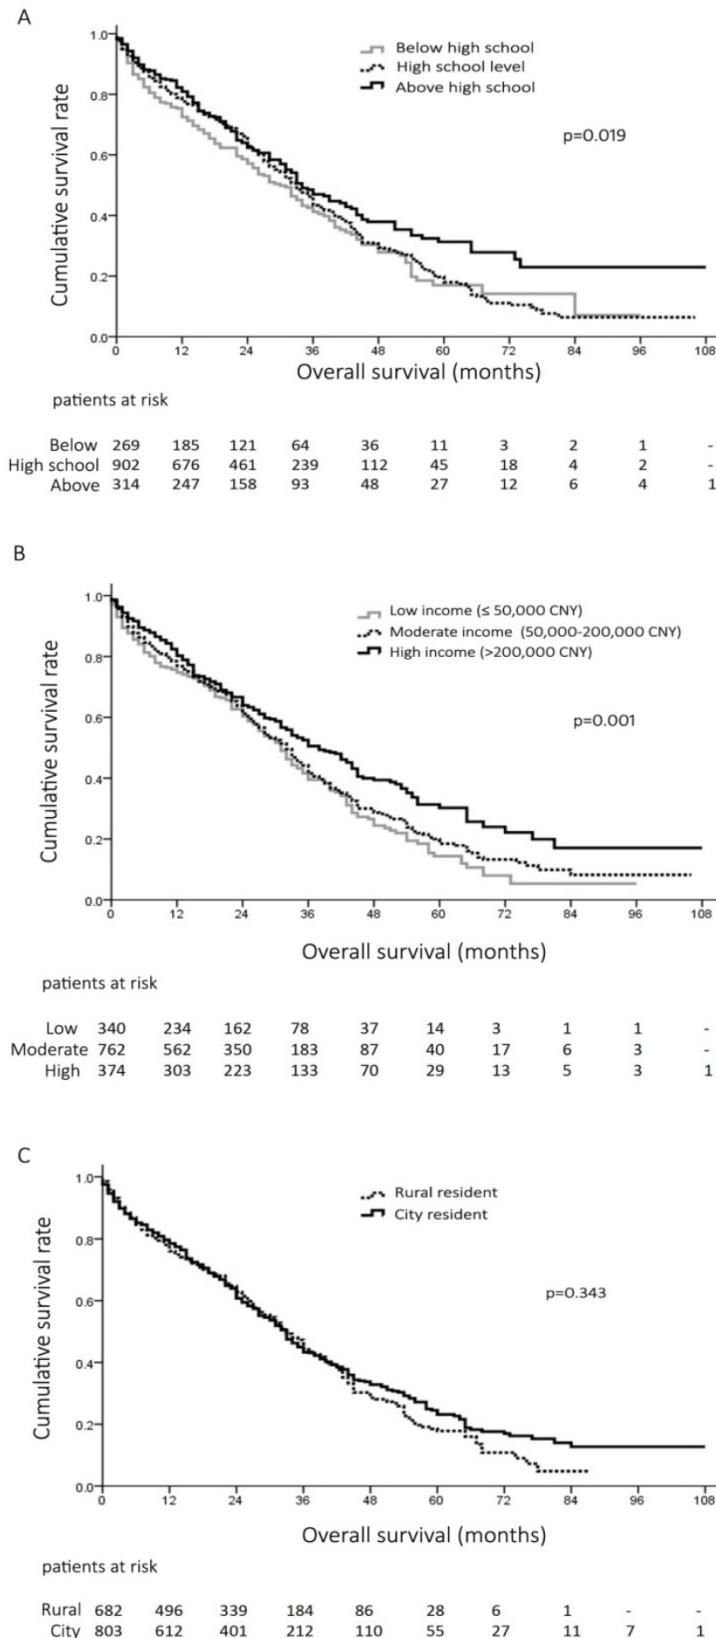 A
Below high school
High school level
Above high school
p=0.019
Cumulative survival rate
1.0
0.8
0.6
0.4
0.2
0.0
0 12 24 36 48 60 72 84 96 108
Overall survival (months)
patients at risk
Below 269 185 121 64 36 11 3 2 1 -
High school 902 676 461 239 112 45 18 4 2 -
Above 314 247 158 93 48 27 12 6 4 1
B
Low income (≤ 50,000 CNY)
Moderate income (50,000-200,000 CNY)
High income (>200,000 CNY)
p=0.001
Cumulative survival rate
1.0
0.8
0.6
0.4
0.2
0.0
0 12 24 36 48 60 72 84 96 108
Overall survival (months)
patients at risk
Low 340 234 162 78 37 14 3 1 1 -
Moderate 762 562 350 183 87 40 17 6 3 -
High 374 303 223 133 70 29 13 5 3 1
C
Rural resident
City resident
p=0.343
Cumulative survival rate
1.0
0.8
0.6
0.4
0.2
0.0
0 12 24 36 48 60 72 84 96 108
Overall survival (months)
patients at risk
Rural 682 496 339 184 86 28 6 1 - -
City 803 612 401 212 110 55 27 11 7 1